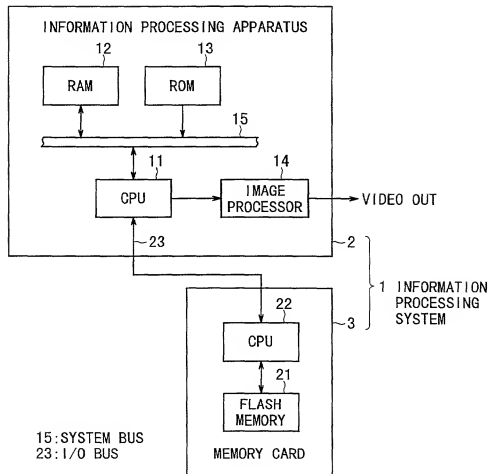 INFORMATION PROCESSING APPARATUS
12
13
RAM
ROM
15
11
14
CPU
IMAGE
PROCESSOR
VIDEO OUT
23
2
1 INFORMATION
PROCESSING
SYSTEM
3
22
CPU
21
FLASH
MEMORY
15:SYSTEM BUS
23:I/O BUS
MEMORY CARD